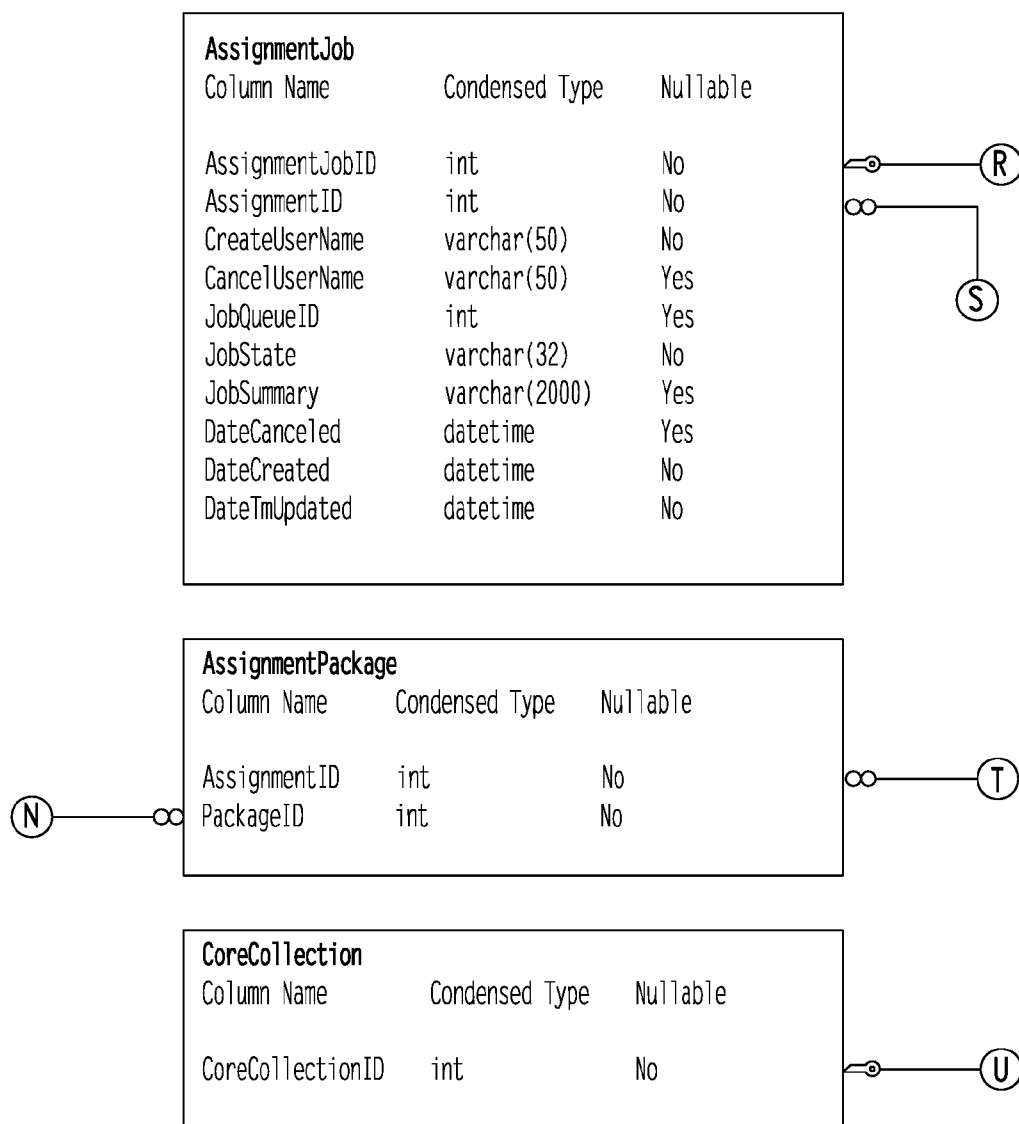 AssignmentJob
Column Name Condensed Type Nullable
AssignmentJobID int No R
AssignmentID int No
CreateUserName varchar(50) No
CancelUserName varchar(50) Yes
S
JobQueueID int Yes
JobState varchar(32) No
JobSummary varchar(2000) Yes
DateCanceled datetime Yes
DateCreated datetime No
DateTmUpdated datetime No
AssignmentPackage
Column Name Condensed Type Nullable
AssignmentID int No T
N PackageID int No
CoreCollection
Column Name Condensed Type Nullable
CoreCollectionID int No U